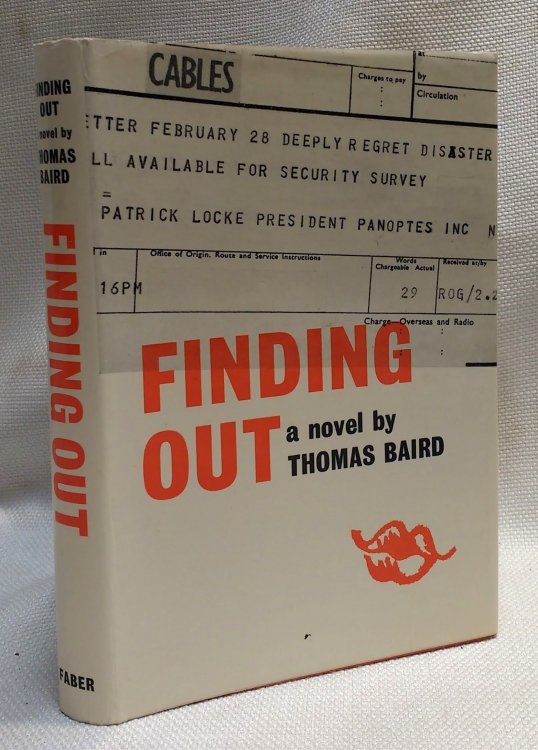 FINDING
OUT
a novel by
THOMAS
BAIRD
FINDING OUT
FABER
CABLES
Charges to pay
by
Circulation
ETTER FEBRUARY 28 DEEPLY REGRET DISASTER
LL AVAILABLE FOR SECURITY SURVEY
=
PATRICK LOCKE PRESIDENT PANOPTES INC N
in
Office of Origin, Route and Service Instructions
Words
Chargeable Actual
Received at/by
16PM
29
ROG/2.2
Charge—Overseas and Radio
FINDING
OUT
a novel by
THOMAS BAIRD